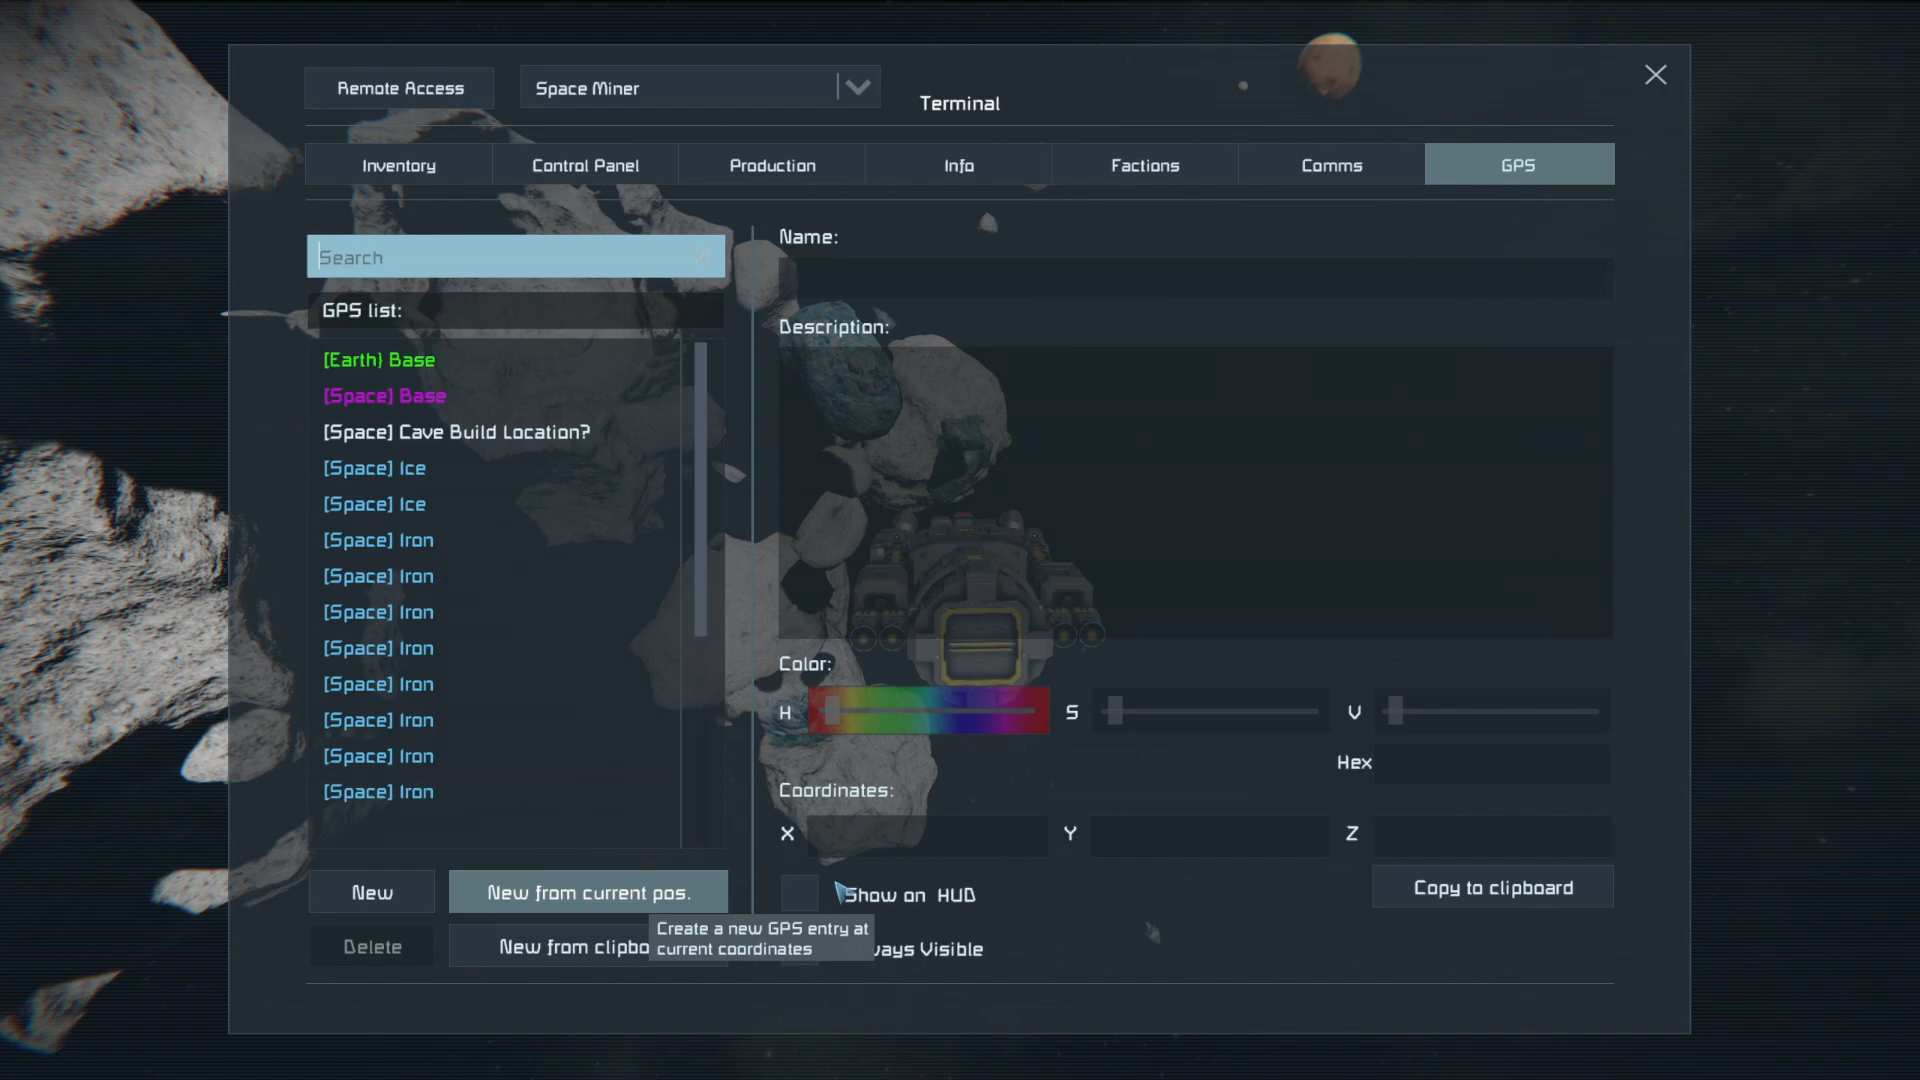 Remote Access
Space Miner
Terminal
Inventory
Control Panel
Production
Info
Factions
Comms
GPS
Search
GPS list:
[Earth} Base
[Space] Base
[Space] Cave Build Location?
[Space] Ice
[Space] Ice
[Space] Iron
[Space] Iron
[Space] Iron
[Space] Iron
[Space] Iron
[Space] Iron
[Space] Iron
[Space] Iron
New
New from current pos.
Delete
New from clipbo
Create a new GPS entry at
current coordinates
Name:
Description:
Color:
H
S
V
Hex
Coordinates:
X
Y
Z
Show on HUD
ways Visible
Copy to clipboard